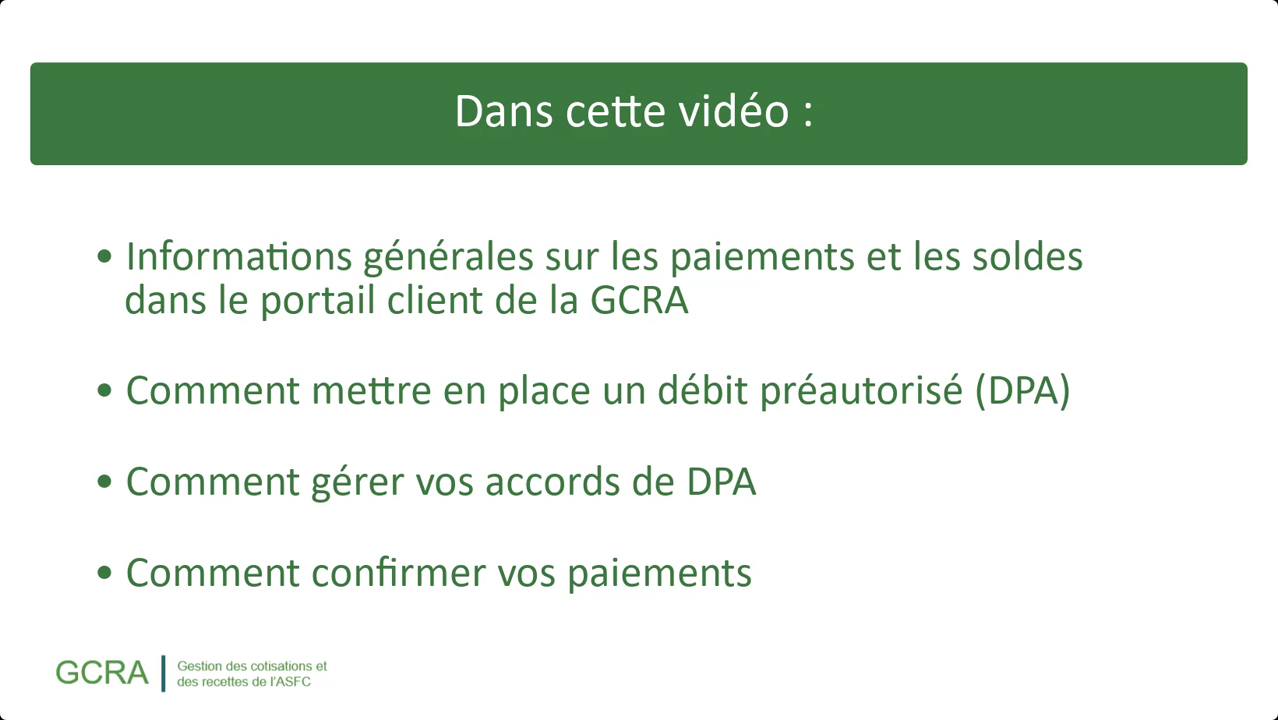 Dans cette vidéo :
• Informations générales sur les paiements et les soldes
dans le portail client de la GCRA
• Comment mettre en place un débit préautorisé (DPA)
• Comment gérer vos accords de DPA
• Comment confirmer vos paiements
GCRA
Gestion des cotisations et
des recettes de l'ASFC